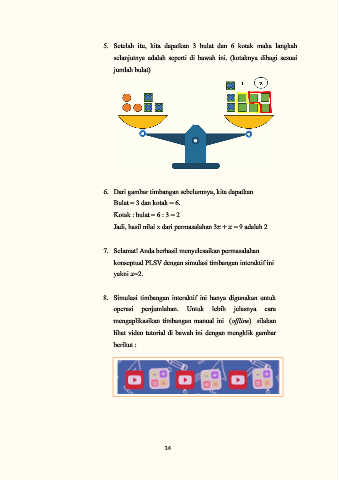 5. Setelah itu, kita dapatkan 3 bulat dan 6 kotak maka langkah
selanjutnya adalah seperti di bawah ini. (kotaknya dibagi sesuai
jumlah bulat)
6. Dari gambar timbangan sebelumnya, kita dapatkan
Bulat = 3 dan kotak = 6.
Kotak : bulat = 6 : 3 = 2
Jadi, hasil nilai x dari permasalahan 3x + x = 9 adalah 2
7. Selamat! Anda berhasil menyelesaikan permasalahan
konseptual PLSV dengan simulasi timbangan interaktif ini
yakni x=2.
8. Simulasi timbangan interaktif ini hanya digunakan untuk
operasi penjumlahan. Untuk lebih jelasnya cara
mengaplikasikan timbangan manual ini (offline) silakan
lihat video tutorial di bawah ini dengan mengklik gambar
berikut :
14